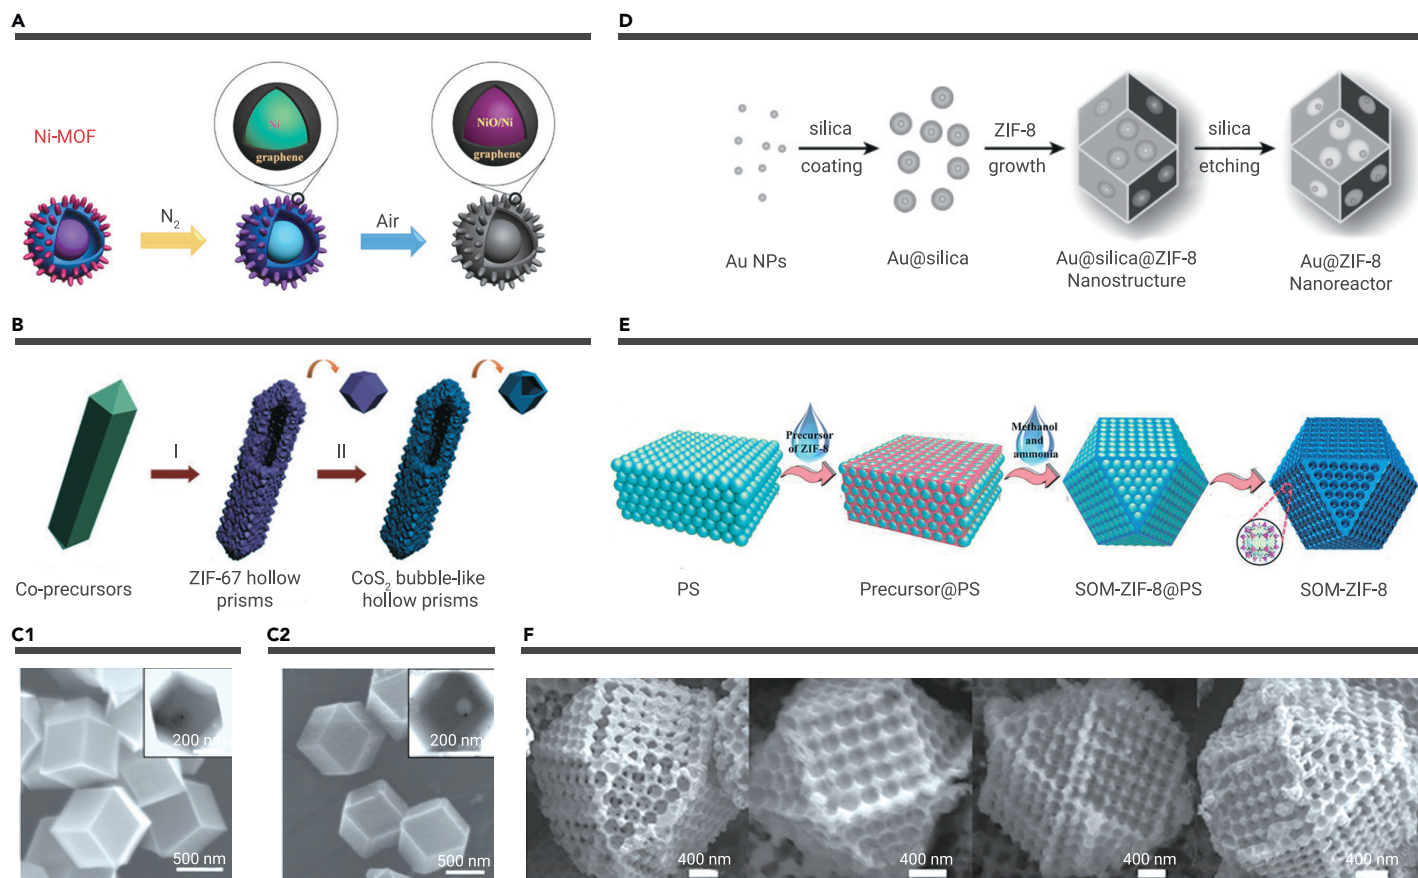 A
Ni-MOF
N₂
Ni
graphene
Air
NiO/Ni
graphene
B
I
II
Co-precursors
ZIF-67 hollow
prisms
CoS₂ bubble-like
hollow prisms
C1
200 nm
500 nm
C2
200 nm
500 nm
D
silica
coating
ZIF-8
growth
silica
etching
Au NPs
Au@silica
Au@silica@ZIF-8
Nanostructure
Au@ZIF-8
Nanoreactor
E
Precursor
of ZIF-8
Methanol
and
ammonia
PS
Precursor@PS
SOM-ZIF-8@PS
SOM-ZIF-8
F
400 nm
400 nm
400 nm
400 nm